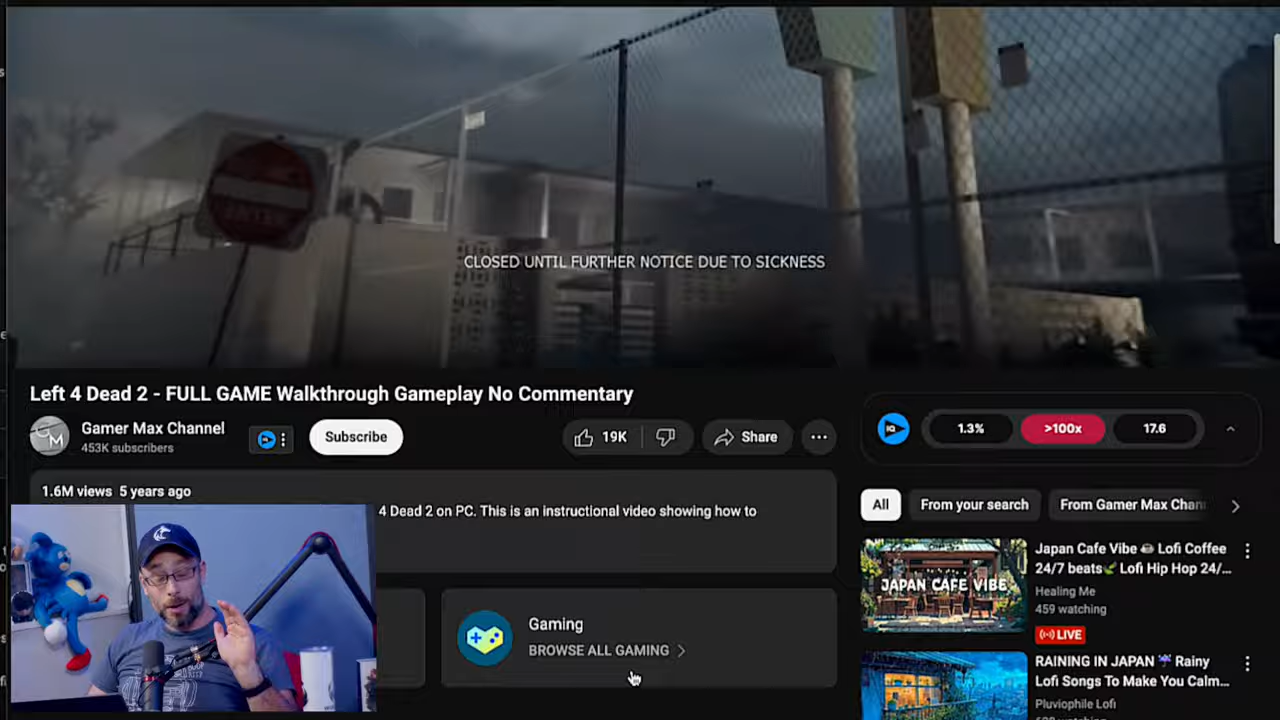 CLOSED UNTIL FURTHER NOTICE DUE TO SICKNESS
Left 4 Dead 2 - FULL GAME Walkthrough Gameplay No Commentary
GM
Gamer Max Channel
453K subscribers
Subscribe
19K
Share
1.6M views 5 years ago
4 Dead 2 on PC. This is an instructional video showing how to
Gaming
BROWSE ALL GAMING
IQ
1.3%
>100x
17.6
All
From your search
From Gamer Max Chann
JAPAN CAFE VIBE
Japan Cafe Vibe ☕ Lofi Coffee
24/7 beats🌿 Lofi Hip Hop 24/...
Healing Me
459 watching
LIVE
RAINING IN JAPAN ☔ Rainy
Lofi Songs To Make You Calm...
Pluviophile Lofi